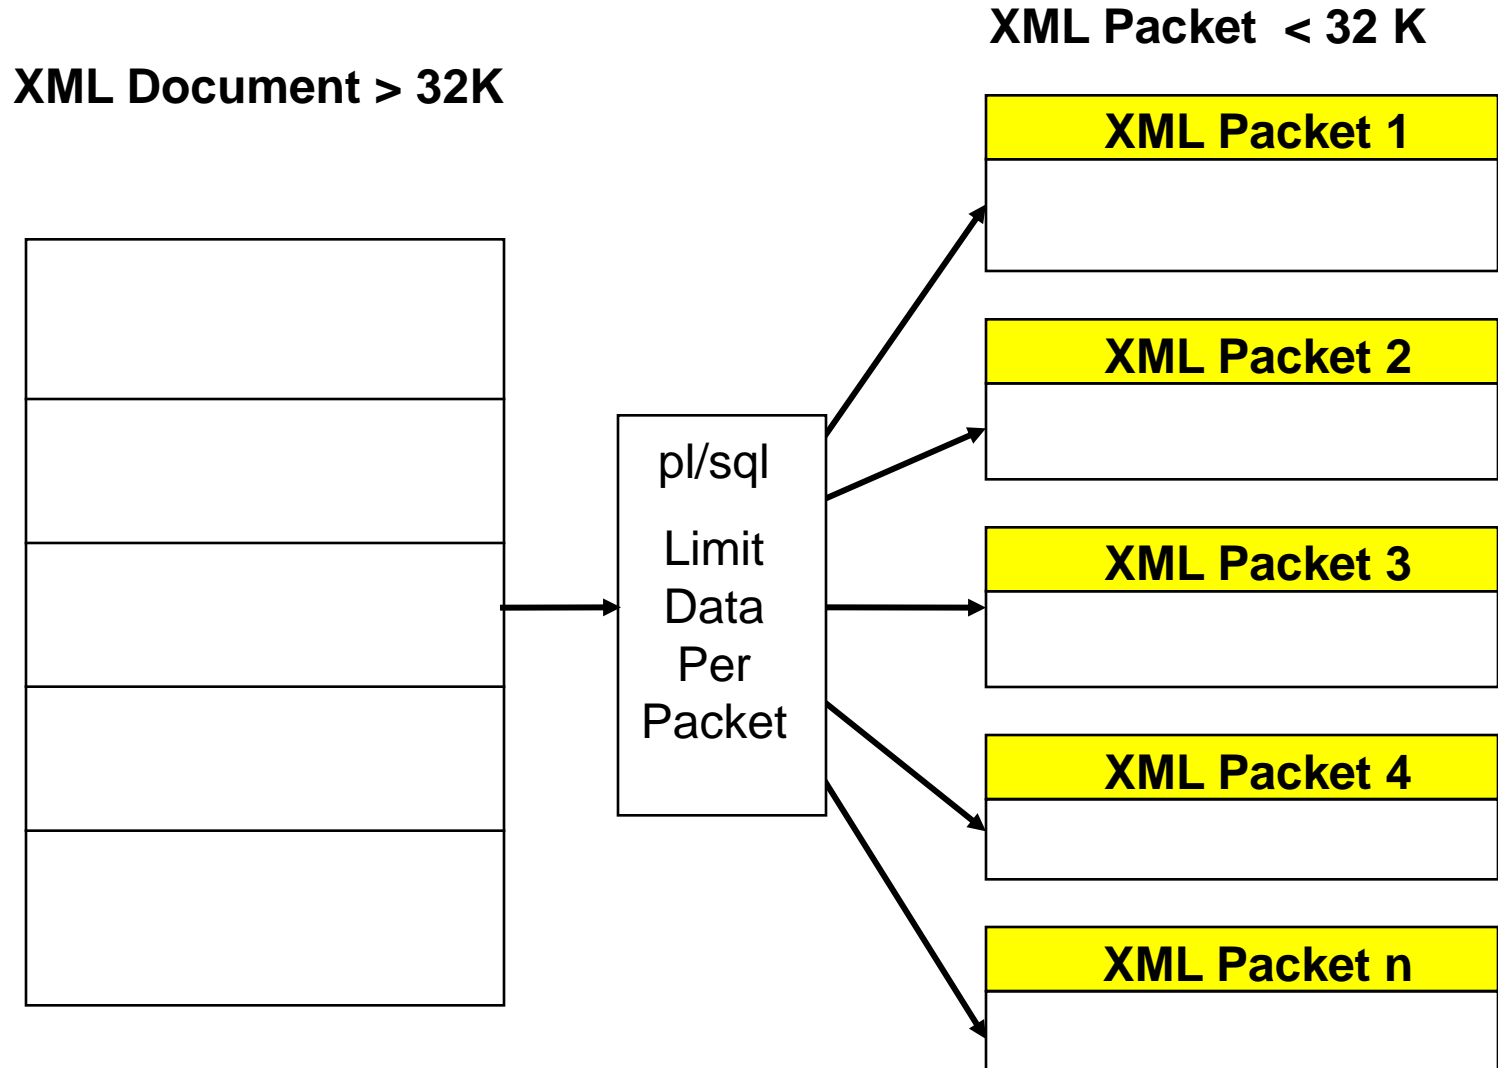 XML Packet < 32 K
XML Document > 32K
XML Packet 1
XML Packet 2
pl/sql
Limit
Data
Per
Packet
XML Packet 3
XML Packet 4
XML Packet n